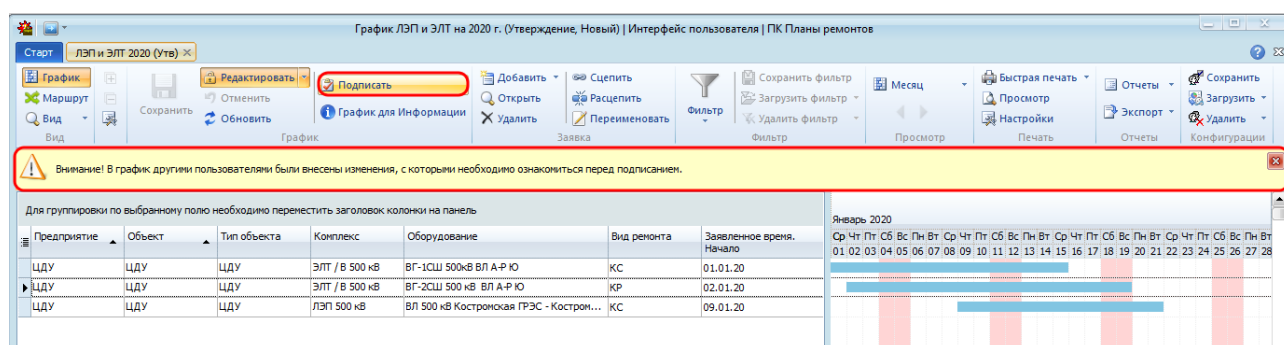 График ЛЭП и ЭЛТ на 2020 г. (Утверждение, Новый) | Интерфейс пользователя | ПК Планы ремонтов
Старт ЛЭП и ЭЛТ 2020 (Утв)
График Редактировать Подписать Добавить Сцепить Сохранить фильтр Месяц Быстрая печать Отчеты Сохранить
Маршрут Сохранить Отменить Открыть Расцепить Фильтр Загрузить фильтр Просмотр Загрузить
Вид Обновить График для Информации Удалить Переименовать Удалить фильтр Настройки Экспорт Удалить
Вид График Заявка Фильтр Просмотр Печать Отчеты Конфигурации
Внимание! В график другими пользователями были внесены изменения, с которыми необходимо ознакомиться перед подписанием.
Для группировки по выбранному полю необходимо переместить заголовок колонки на панель
Январь 2020
Предприятие Объект Тип объекта Комплекс Оборудование Вид ремонта Заявленное время. Начало
Ср Чт Пт Сб Вс Пн Вт Ср Чт Пт Сб Вс Пн Вт Ср Чт Пт Сб Вс Пн Вт Ср Чт Пт Сб Вс Пн Вт
01 02 03 04 05 06 07 08 09 10 11 12 13 14 15 16 17 18 19 20 21 22 23 24 25 26 27 28
ЦДУ ЦДУ ЦДУ ЭЛТ / В 500 кВ ВГ-1СШ 500кВ ВЛ А-Р Ю КС 01.01.20
ЦДУ ЦДУ ЦДУ ЭЛТ / В 500 кВ ВГ-2СШ 500 кВ ВЛ А-Р Ю КР 02.01.20
ЦДУ ЦДУ ЦДУ ЛЭП 500 кВ ВЛ 500 кВ Костромская ГРЭС - Костром... КС 09.01.20